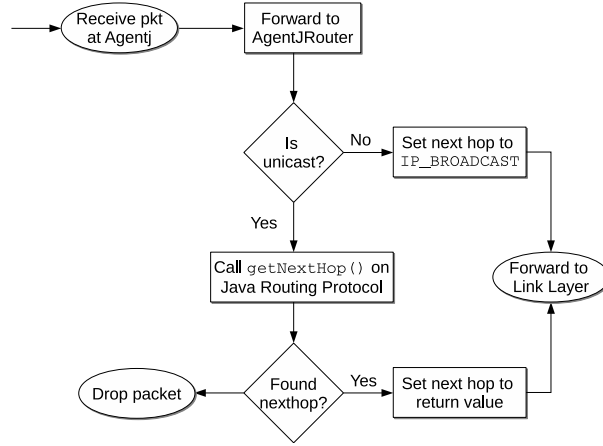 Receive pkt
at Agentj
Forward to
AgentJRouter
Is
unicast?
No
Set next hop to
IP_BROADCAST
Yes
Call getNextHop() on
Java Routing Protocol
Forward to
Link Layer
Drop packet
Found
nexthop?
Yes
Set next hop to
return value